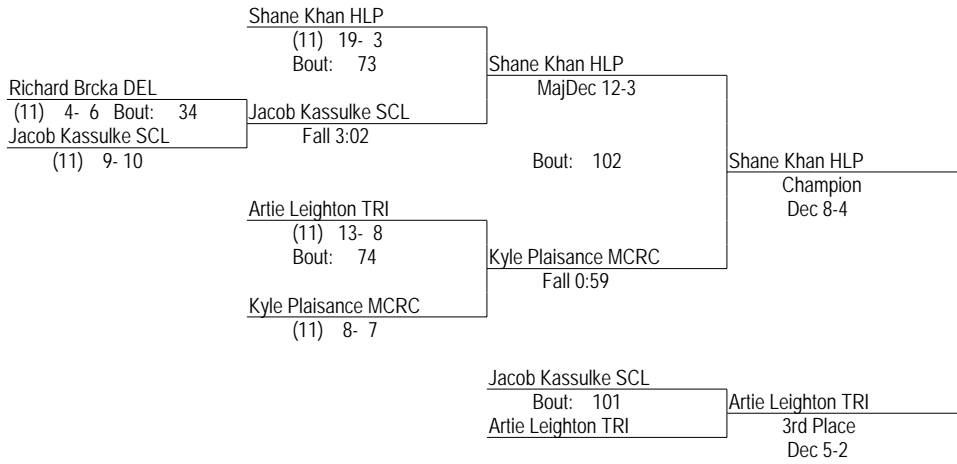 Shane Khan HLP
(11) 19- 3
Bout: 73
Shane Khan HLP
MajDec 12-3
Richard Brcka DEL
(11) 4- 6 Bout: 34
Jacob Kassulke SCL
Jacob Kassulke SCL
Fall 3:02
(11) 9- 10
Bout: 102
Shane Khan HLP
Champion
Dec 8-4
Artie Leighton TRI
(11) 13- 8
Bout: 74
Kyle Plaisance MCRC
Fall 0:59
Kyle Plaisance MCRC
(11) 8- 7
Jacob Kassulke SCL
Bout: 101
Artie Leighton TRI
Artie Leighton TRI
3rd Place
Dec 5-2